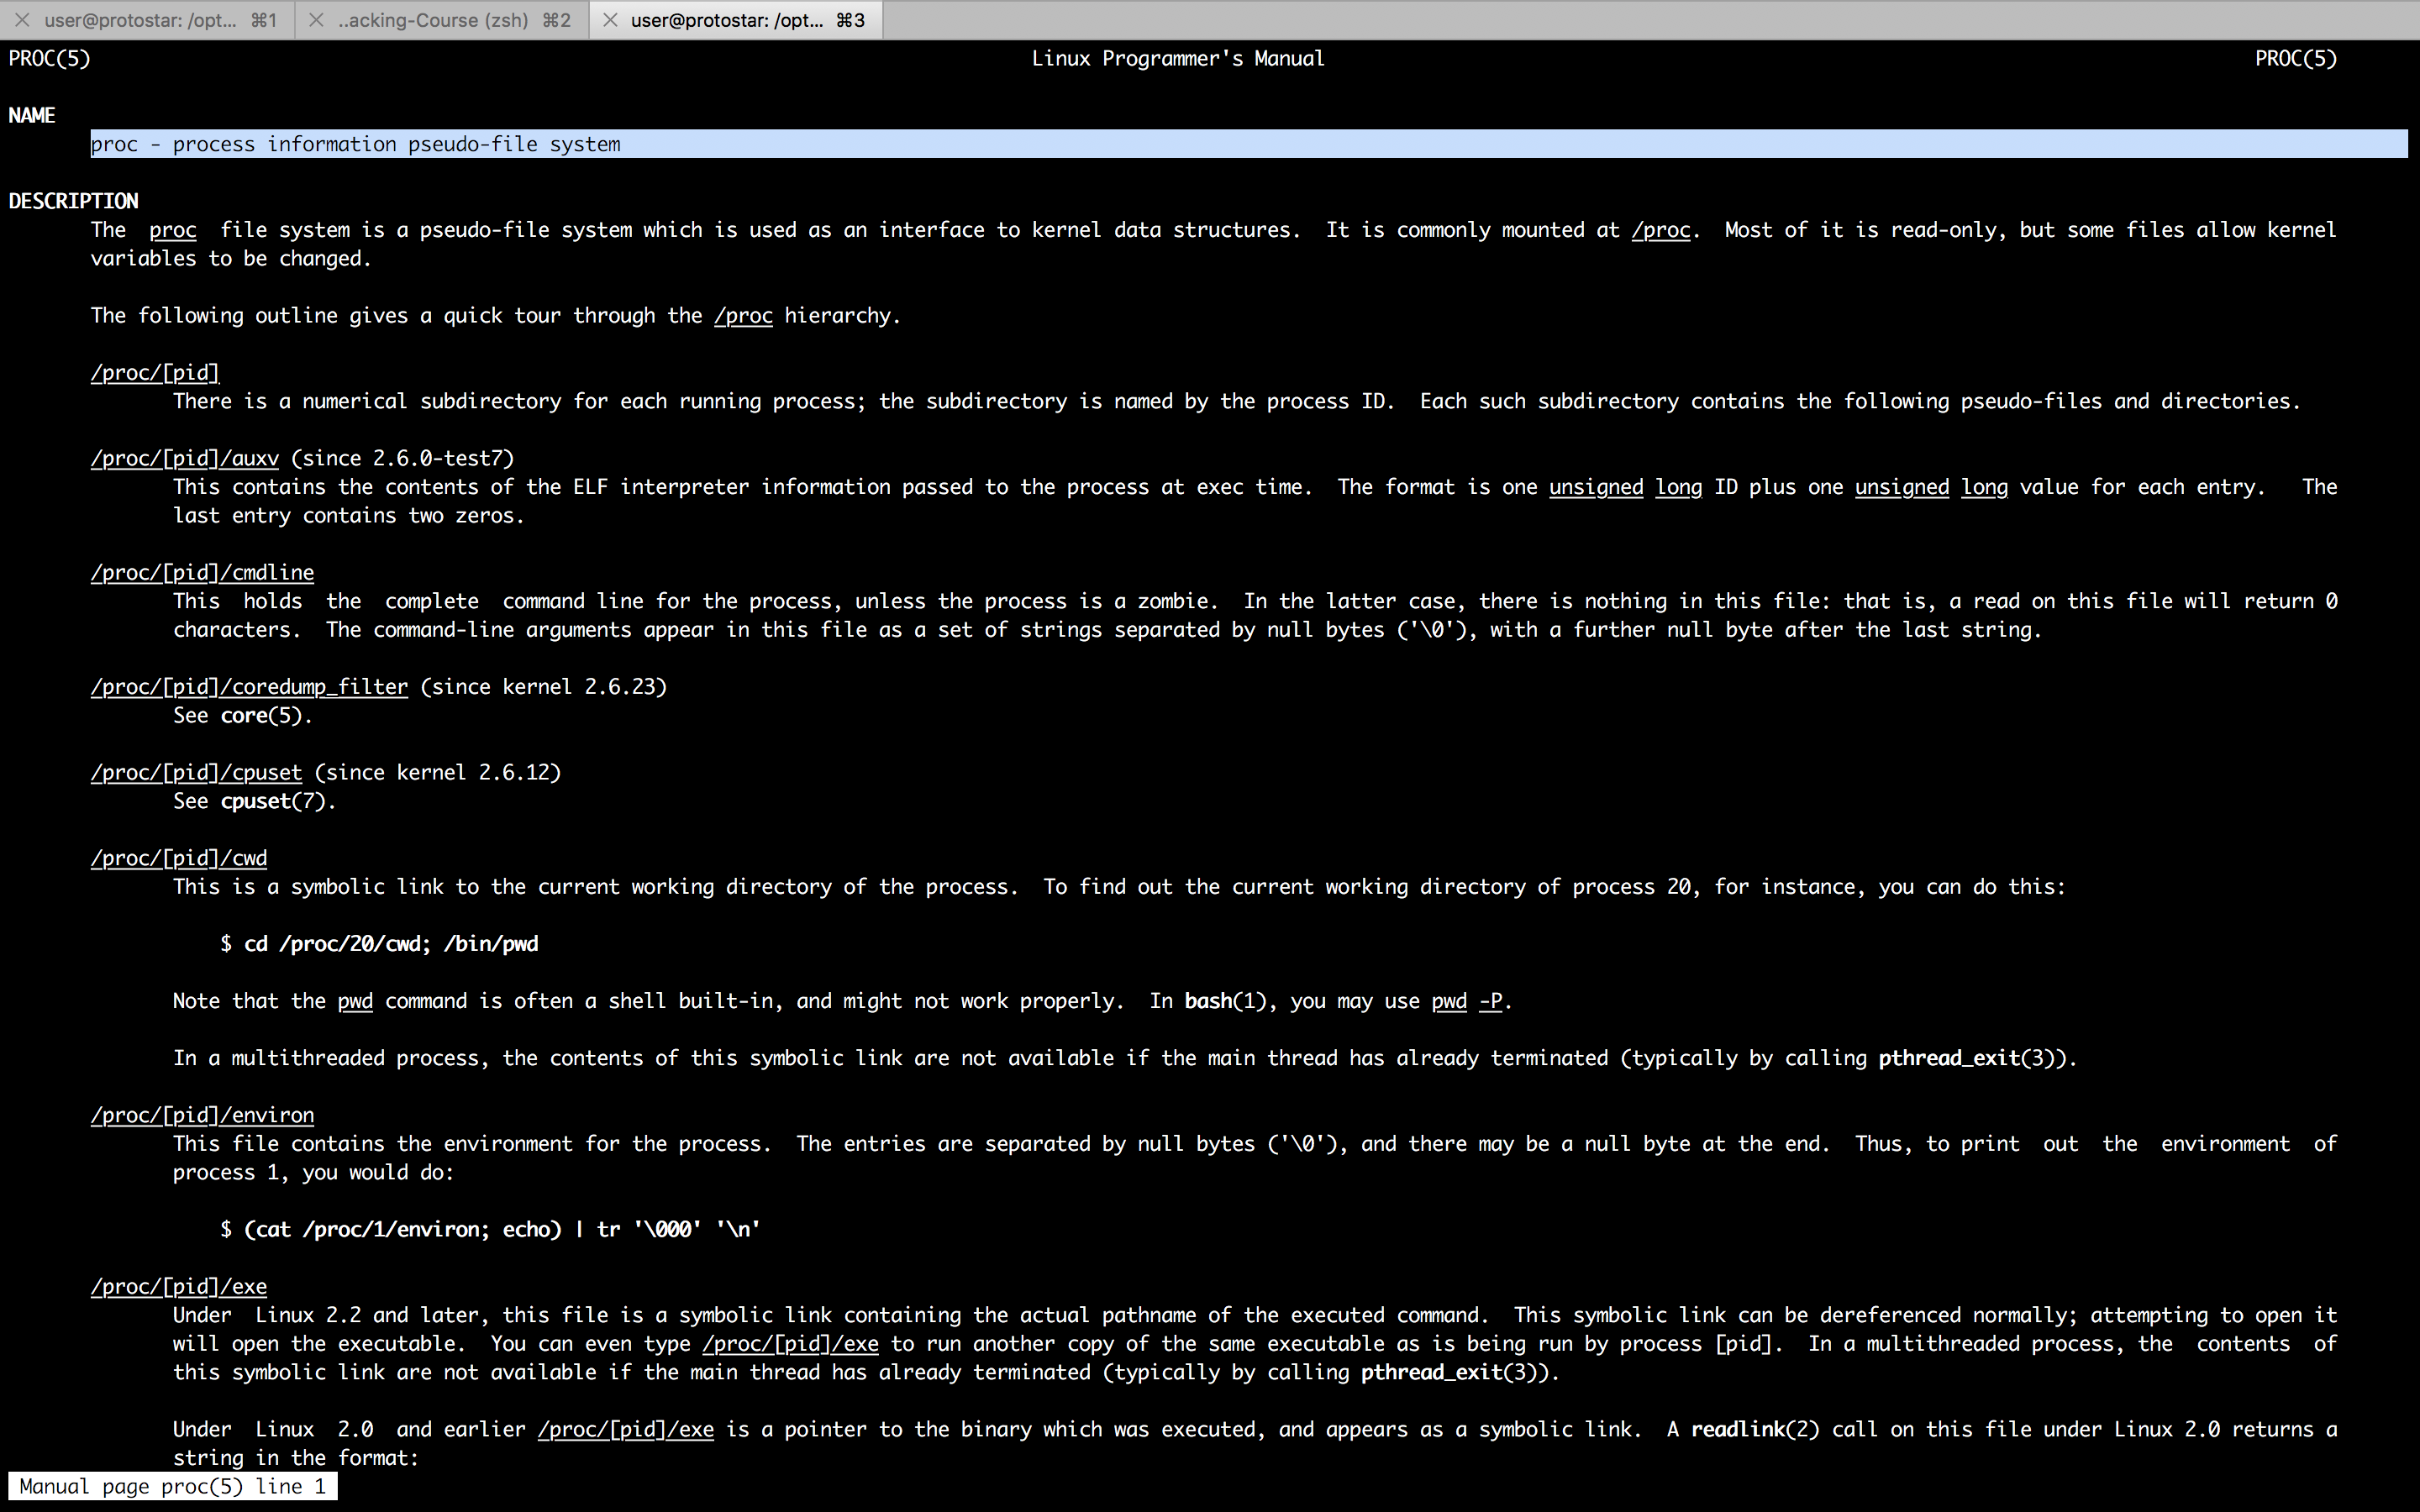 user@protostar: /opt... ⌘1
..acking-Course (zsh) ⌘2
user@protostar: /opt... ⌘3
PROC(5) Linux Programmer's Manual PROC(5)
NAME
proc - process information pseudo-file system
DESCRIPTION
The proc file system is a pseudo-file system which is used as an interface to kernel data structures. It is commonly mounted at /proc. Most of it is read-only, but some files allow kernel
variables to be changed.
The following outline gives a quick tour through the /proc hierarchy.
/proc/[pid]
There is a numerical subdirectory for each running process; the subdirectory is named by the process ID. Each such subdirectory contains the following pseudo-files and directories.
/proc/[pid]/auxv (since 2.6.0-test7)
This contains the contents of the ELF interpreter information passed to the process at exec time. The format is one unsigned long ID plus one unsigned long value for each entry. The
last entry contains two zeros.
/proc/[pid]/cmdline
This holds the complete command line for the process, unless the process is a zombie. In the latter case, there is nothing in this file: that is, a read on this file will return 0
characters. The command-line arguments appear in this file as a set of strings separated by null bytes ('\0'), with a further null byte after the last string.
/proc/[pid]/coredump_filter (since kernel 2.6.23)
See core(5).
/proc/[pid]/cpuset (since kernel 2.6.12)
See cpuset(7).
/proc/[pid]/cwd
This is a symbolic link to the current working directory of the process. To find out the current working directory of process 20, for instance, you can do this:
$ cd /proc/20/cwd; /bin/pwd
Note that the pwd command is often a shell built-in, and might not work properly. In bash(1), you may use pwd -P.
In a multithreaded process, the contents of this symbolic link are not available if the main thread has already terminated (typically by calling pthread_exit(3)).
/proc/[pid]/environ
This file contains the environment for the process. The entries are separated by null bytes ('\0'), and there may be a null byte at the end. Thus, to print out the environment of
process 1, you would do:
$ (cat /proc/1/environ; echo) | tr '\000' '\n'
/proc/[pid]/exe
Under Linux 2.2 and later, this file is a symbolic link containing the actual pathname of the executed command. This symbolic link can be dereferenced normally; attempting to open it
will open the executable. You can even type /proc/[pid]/exe to run another copy of the same executable as is being run by process [pid]. In a multithreaded process, the contents of
this symbolic link are not available if the main thread has already terminated (typically by calling pthread_exit(3)).
Under Linux 2.0 and earlier /proc/[pid]/exe is a pointer to the binary which was executed, and appears as a symbolic link. A readlink(2) call on this file under Linux 2.0 returns a
string in the format:
Manual page proc(5) line 1